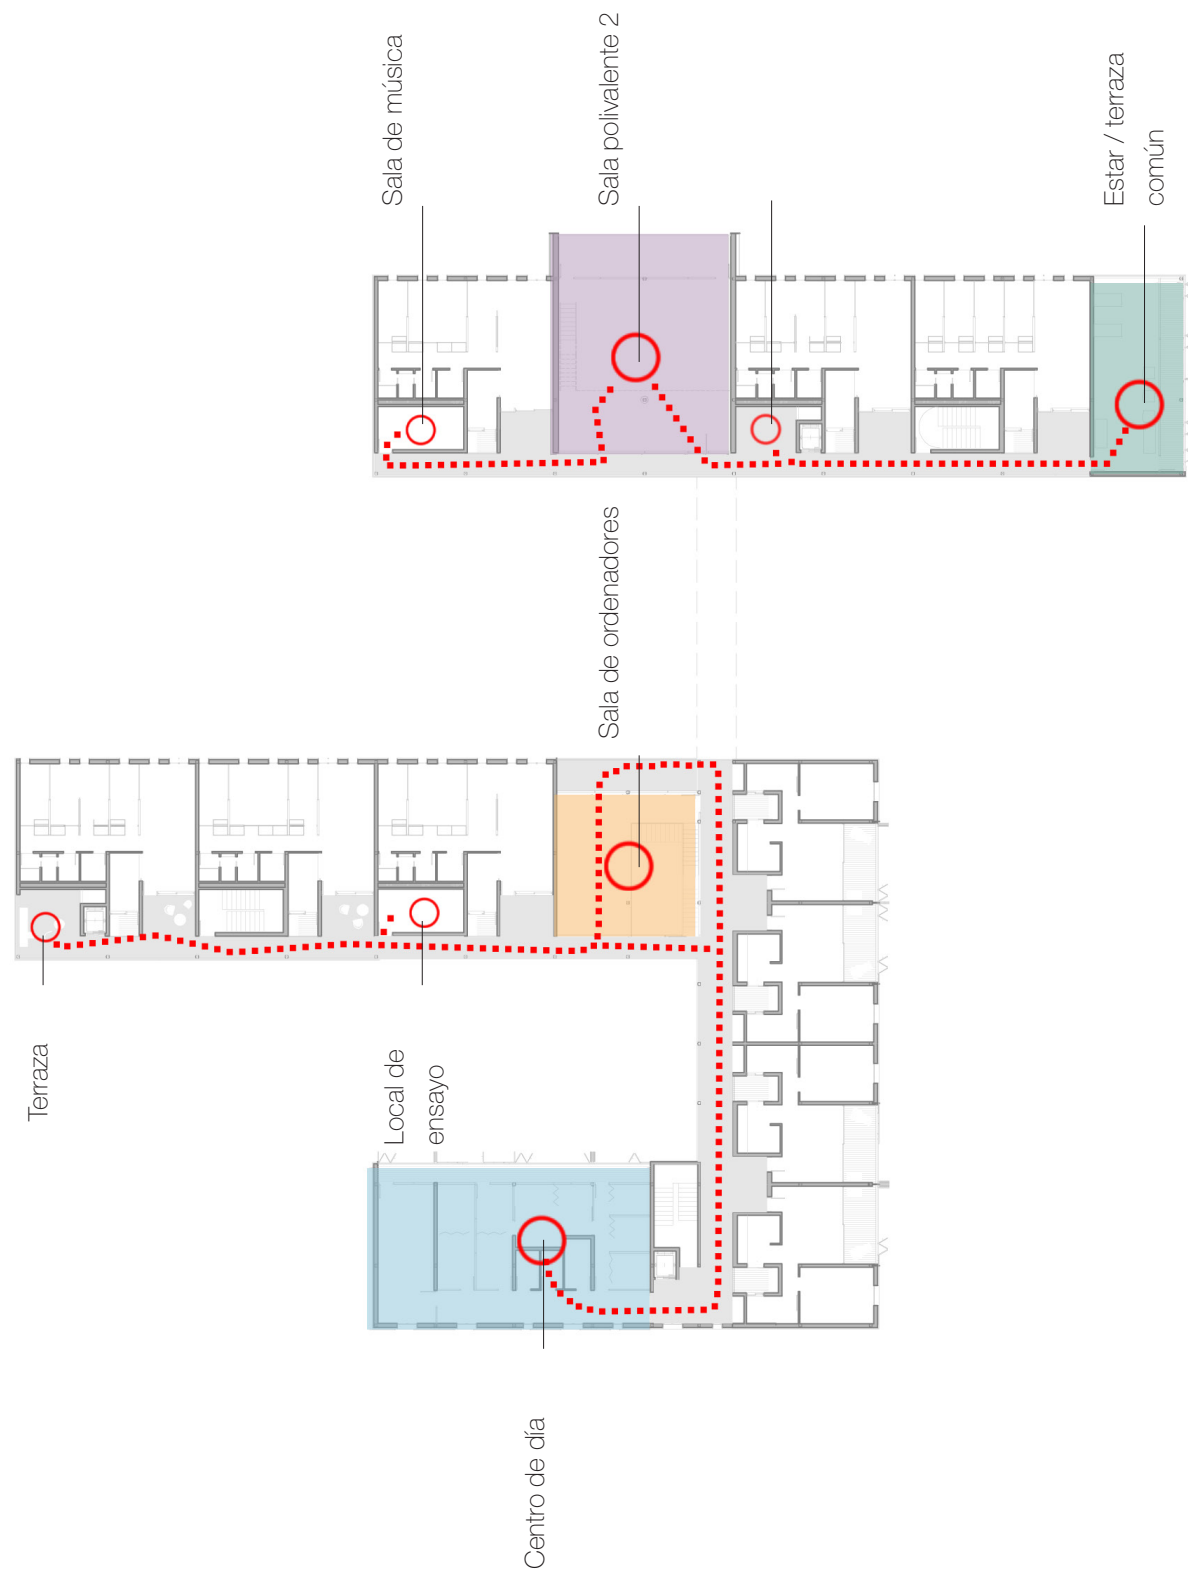 Sala de música
Sala polivalente 2
Estar / terraza
común
Sala de ordenadores
Terraza
Local de
ensayo
Centro de día